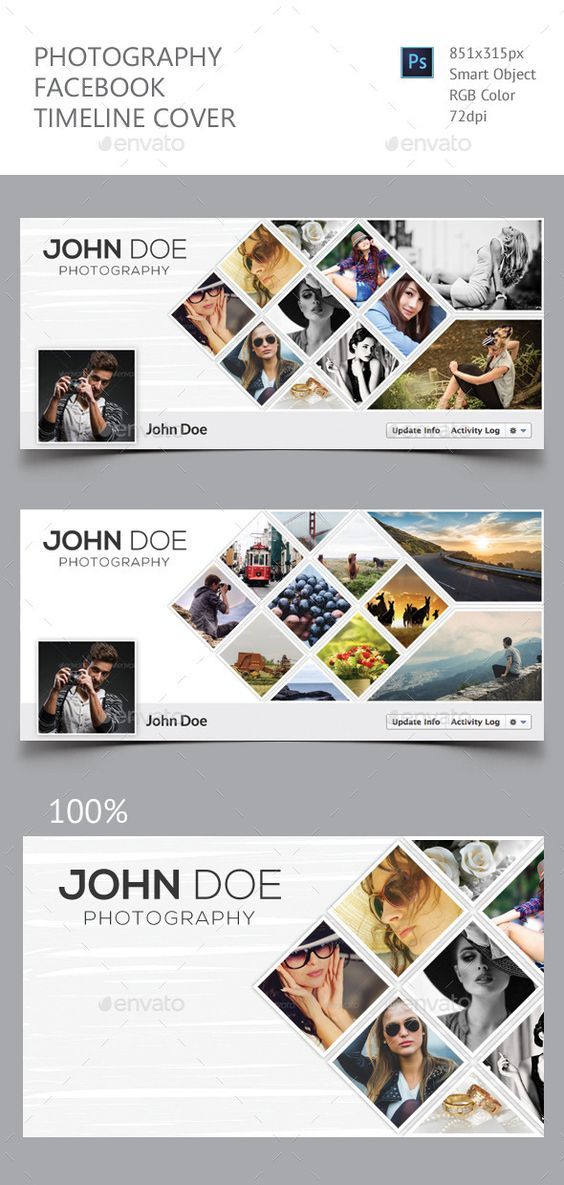 PHOTOGRAPHY
FACEBOOK
TIMELINE COVER
Ps
851x315px
Smart Object
RGB Color
72dpi
envato
envato
JOHN DOE
PHOTOGRAPHY
John Doe
Update Info
Activity Log
JOHN DOE
PHOTOGRAPHY
John Doe
Update Info
Activity Log
100%
JOHN DOE
PHOTOGRAPHY
envato
envato